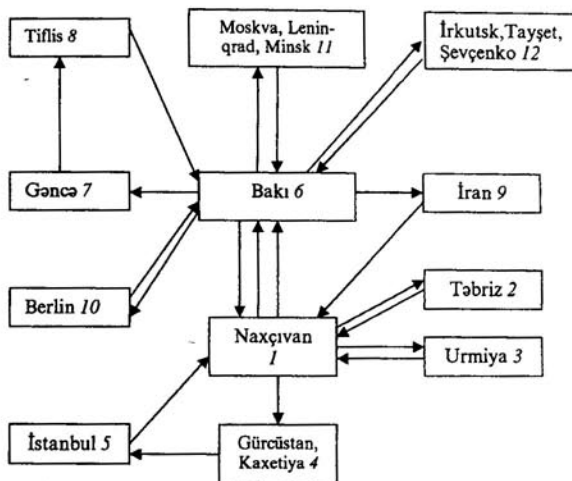 Tiflis 8
Moskva, Lenin-
qrad, Minsk 11
İrkutsk,Tayşet,
Şevçenko 12
Gəncə 7
Bakı 6
İran 9
Berlin 10
Təbriz 2
Naxçıvan
1
Urmiya 3
İstanbul 5
Gürcüstan,
Kaxetiya 4